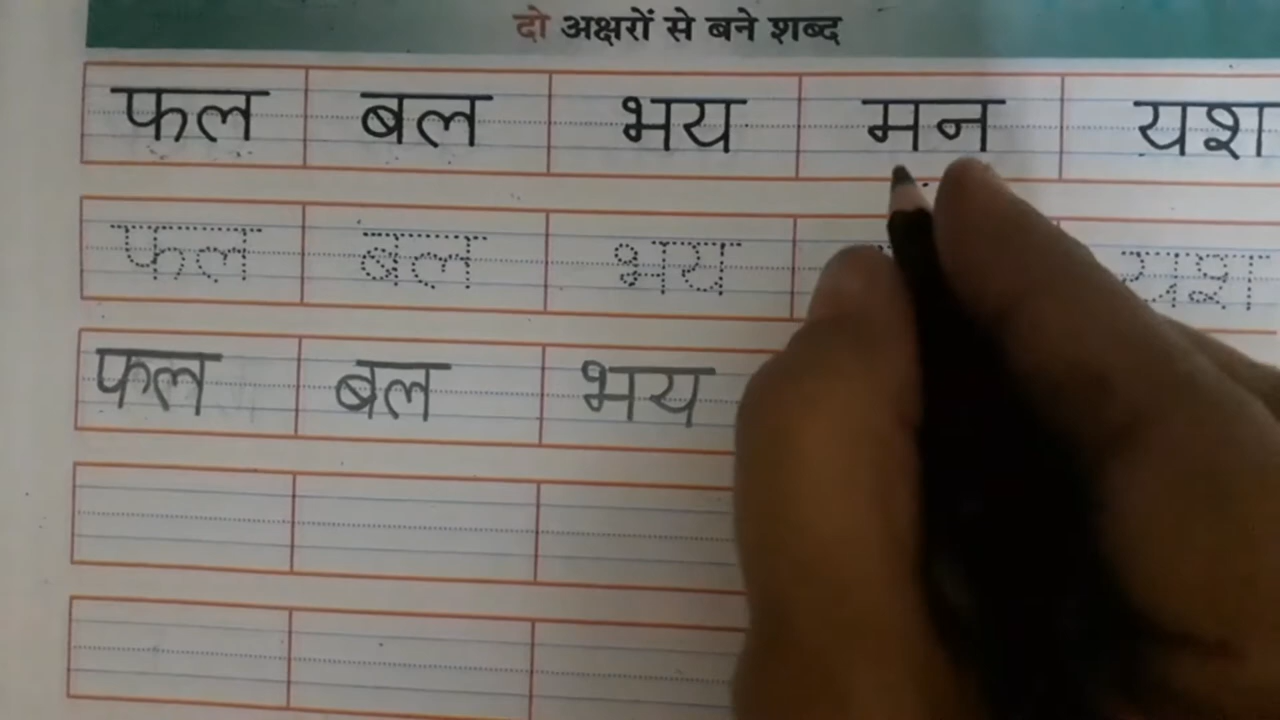 दो अक्षरों से बने शब्द
फल बल भय मन यश
फल बल भय यश
फल बल भय